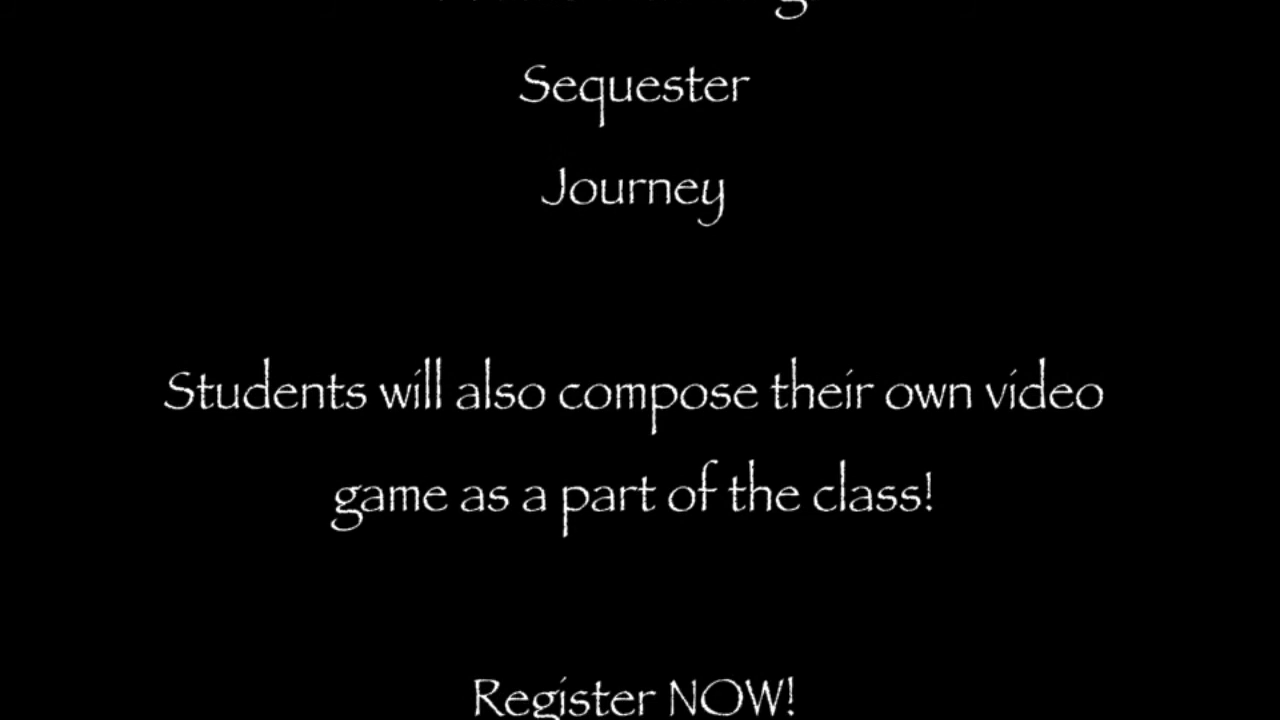 Sequester
Journey
Students will also compose their own video
game as a part of the class!
Register NOW!